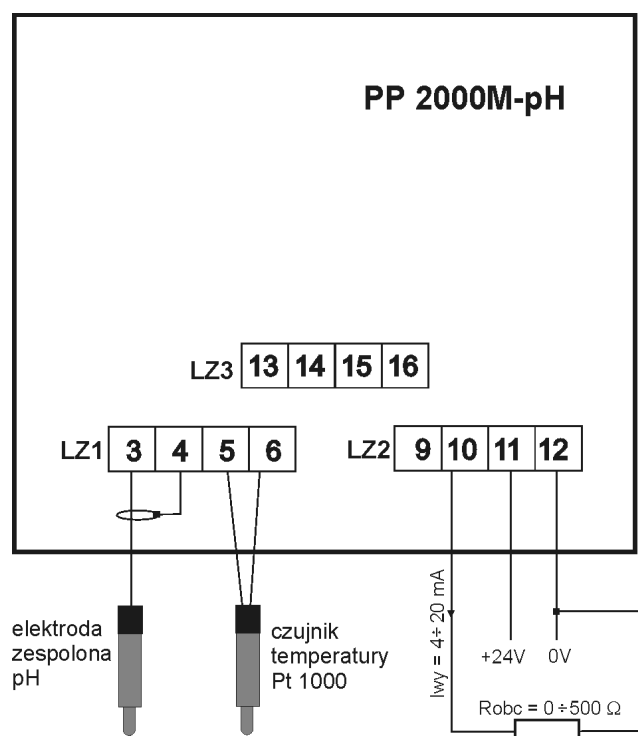 PP 2000M-pH
LZ3 13 14 15 16
LZ1 3 4 5 6
LZ2 9 10 11 12
elektroda
zespolona
pH
czujnik
temperatury
Pt 1000
Iwy = 4÷ 20 mA
+24V 0V
Robc = 0÷500 Ω